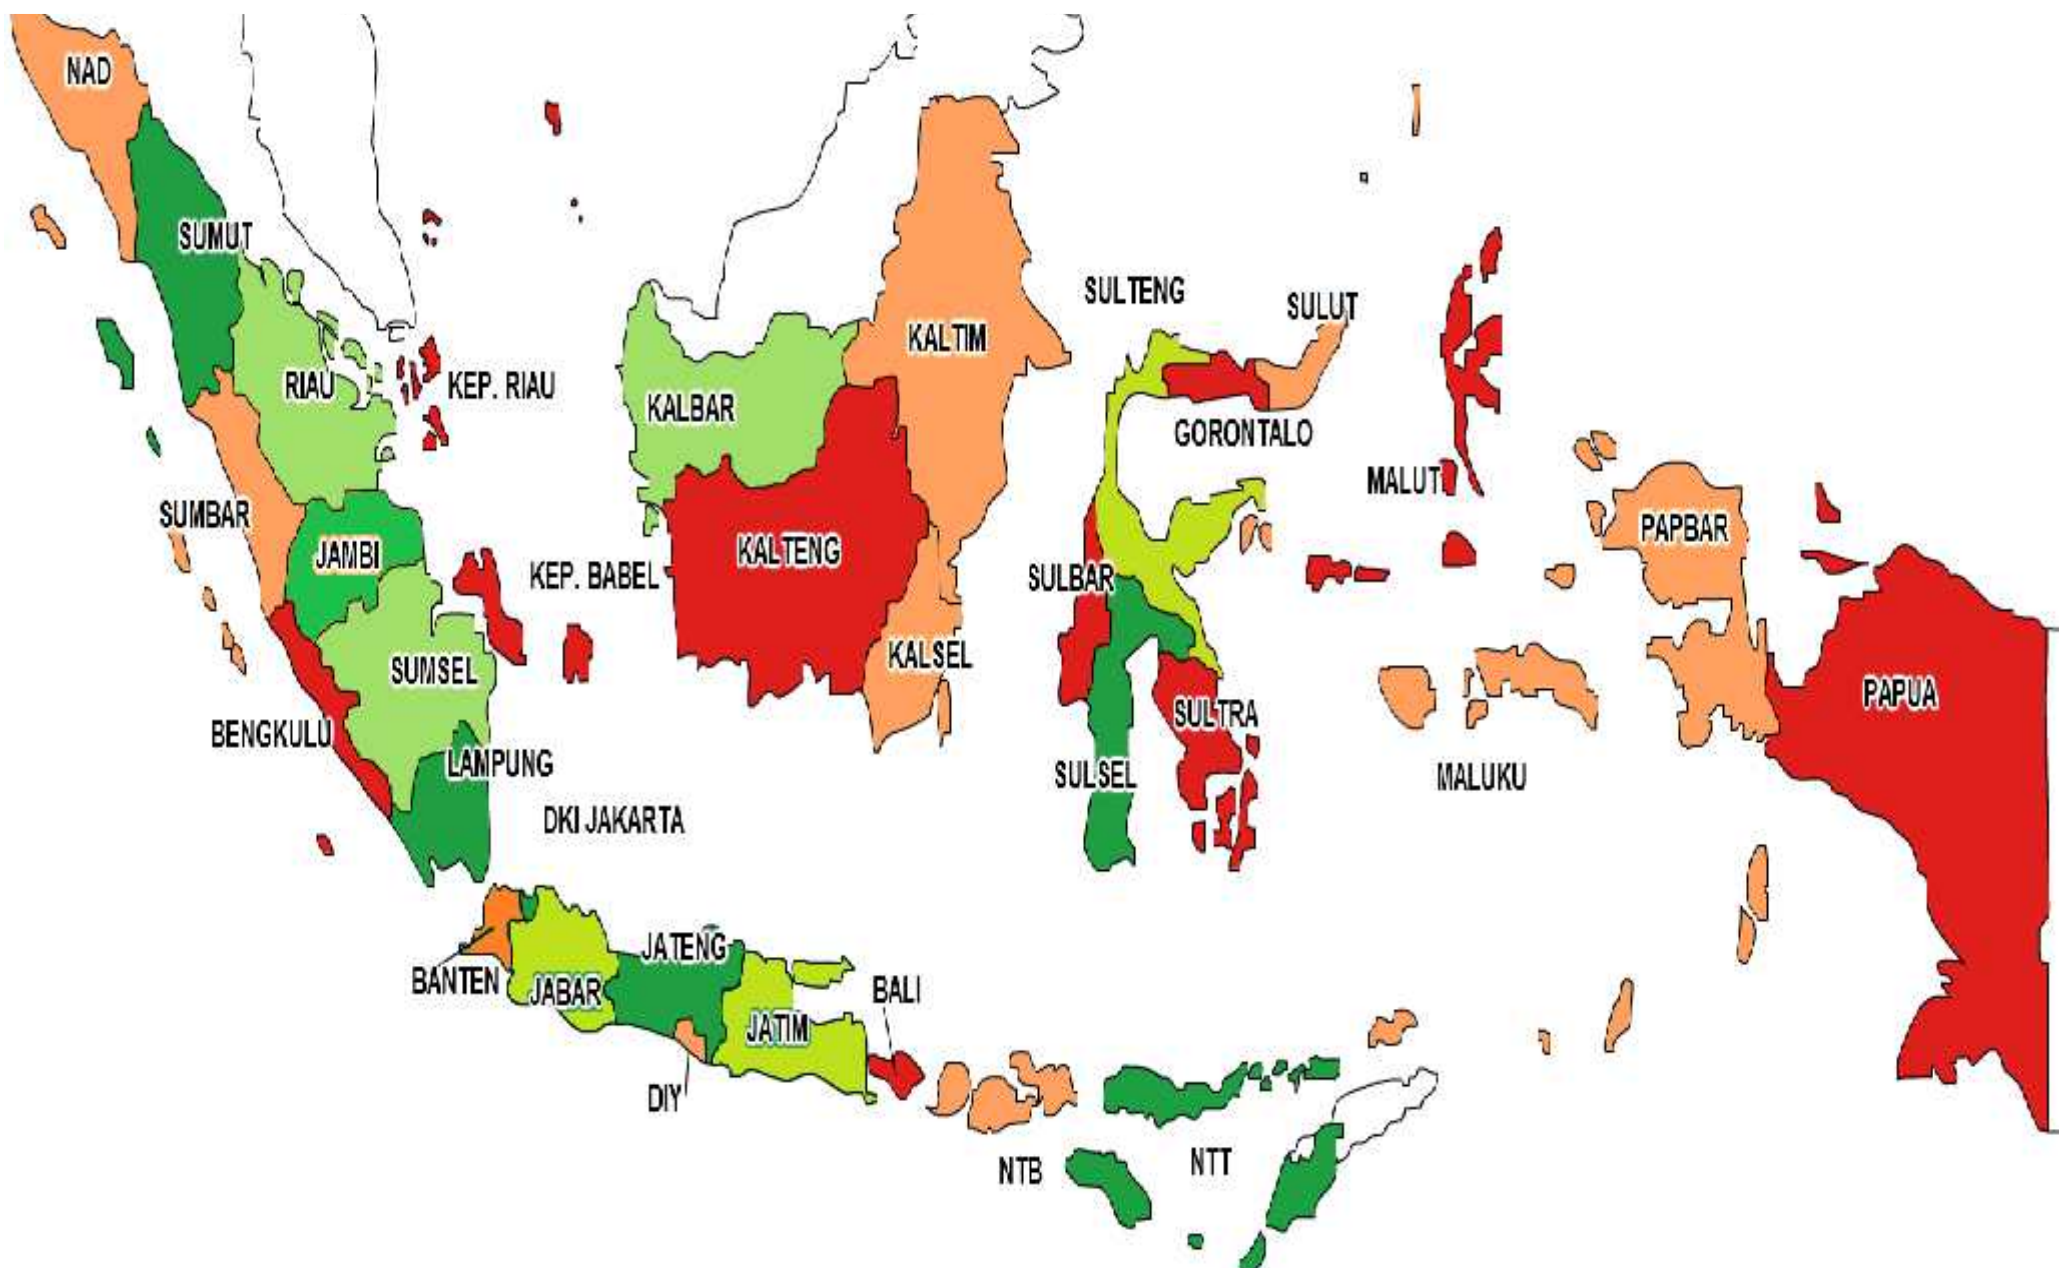 NAD
SUMUT
SULTENG
SULUT
KALTIM
RIAU
KEP. RIAU
KALBAR
GORONTALO
MALUT
SUMBAR
PAPBAR
JAMBI
KALTENG
KEP. BABEL
SULBAR
KALSEL
SUMSEL
PAPUA
SULTRA
BENGKULU
LAMPUNG
SULSEL
MALUKU
DKI JAKARTA
JATENG
BANTEN
JABAR
BALI
JATIM
DIY
NTB
NTT